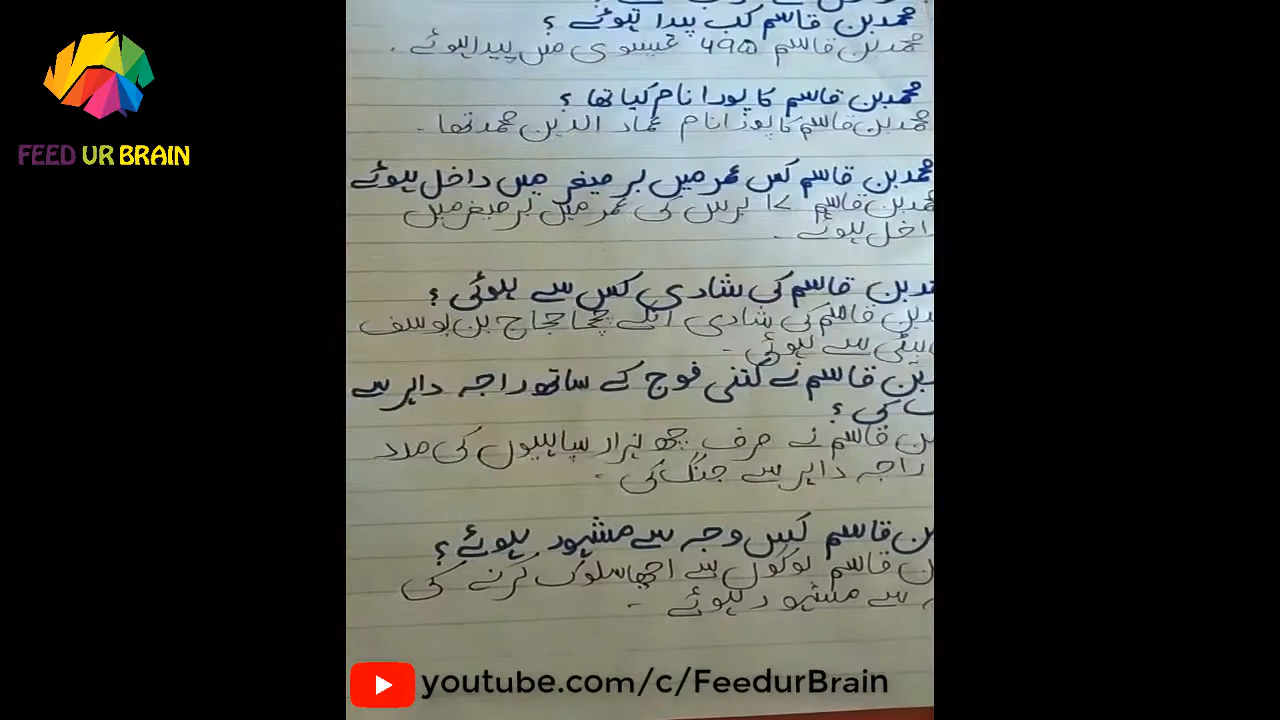 محمد بن قاسم کب پیدا ہوئے ؟
محمد بن قاسم ۶۹۵ عیسوی میں پیدا ہوئے ۔
محمد بن قاسم کا پورا نام کیا تھا ؟
محمد بن قاسم کا پورا نام عماد الدین محمد تھا ۔
محمد بن قاسم کس عمر میں برصغیر میں داخل ہوئے
محمد بن قاسم ۱۷ برس کی عمر میں برصغیر میں
داخل ہوئے ۔
بن قاسم کی شادی کس سے ہوئی ؟
بن قاسم کی شادی انکے چچا حجاج بن یوسف
بیٹی سے ہوئی ۔
بن قاسم نے کتنی فوج کے ساتھ راجہ داہر سے
کی ؟
بن قاسم نے صرف چھ ہزار سپاہیوں کی مدد
راجہ داہر سے جنگ کی ۔
بن قاسم کس وجہ سے مشہور ہوئے ؟
بن قاسم لوگوں سے اچھا سلوک کرنے کی
سے مشہور ہوئے ۔
FEED UR BRAIN
youtube.com/c/FeedurBrain